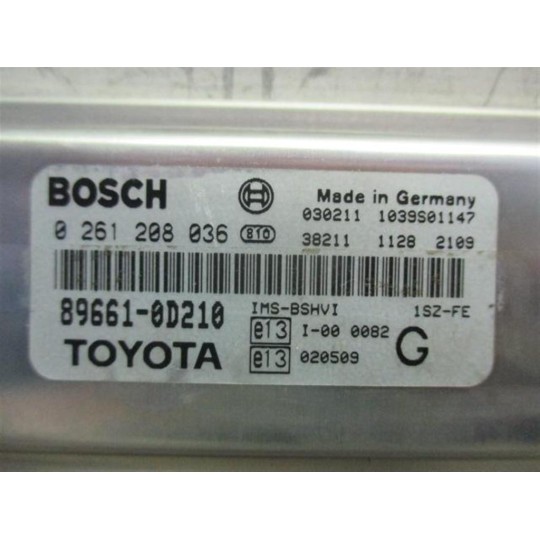 BOSCH Made in Germany
030211 1039S01147
0 261 208 036 810 38211 1128 2109
89661-0D210 IMS-BSHVI 1SZ-FE
e13 I-00 0082 G
TOYOTA e13 020509